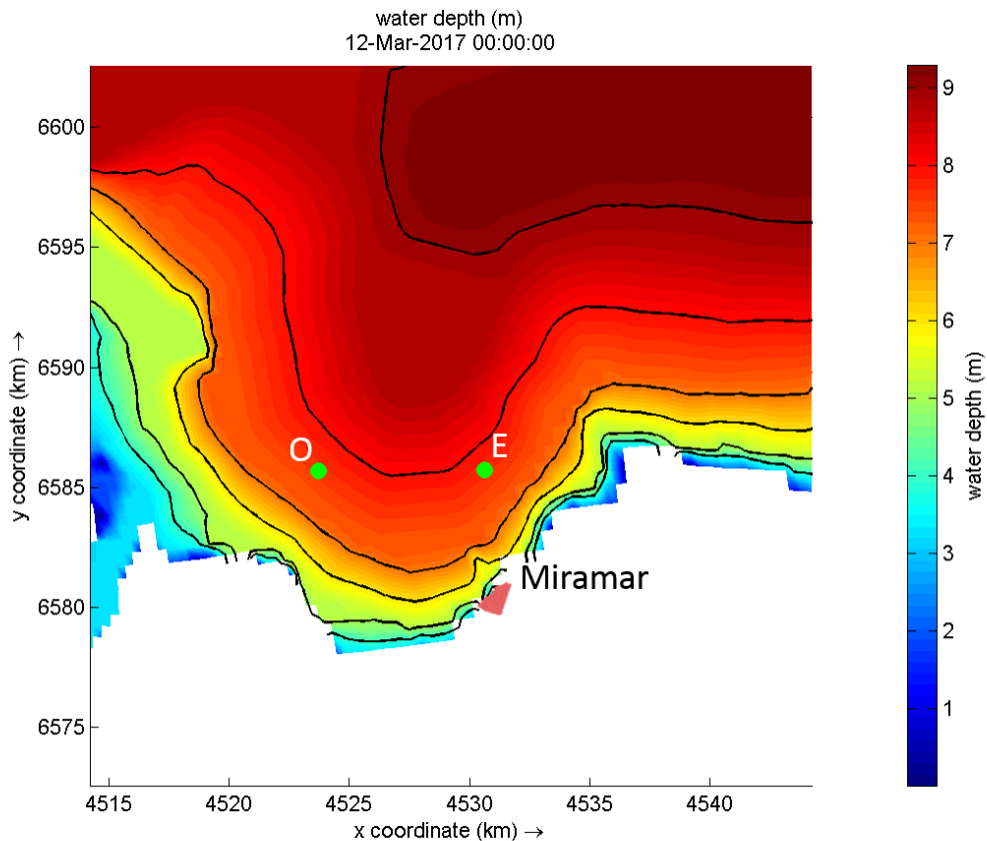 water depth (m)
12-Mar-2017 00:00:00
6600
6595
6590
6585
6580
6575
y coordinate (km) →
O
E
Miramar
4515 4520 4525 4530 4535 4540
x coordinate (km) →
9
8
7
6
5
4
3
2
1
water depth (m)